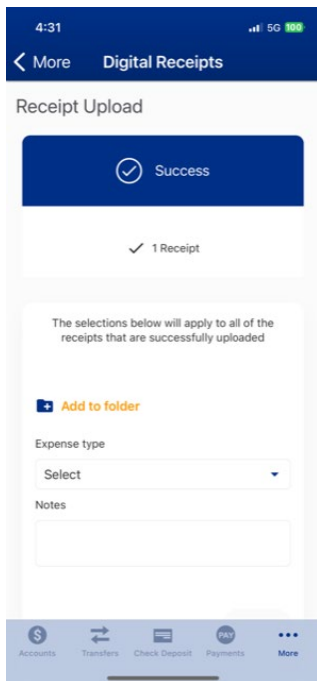 4:31
5G 100
More Digital Receipts
Receipt Upload
Success
1 Receipt
The selections below will apply to all of the
receipts that are successfully uploaded
Add to folder
Expense type
Select
Notes
$
PAY
Accounts Transfers Check Deposit Payments More